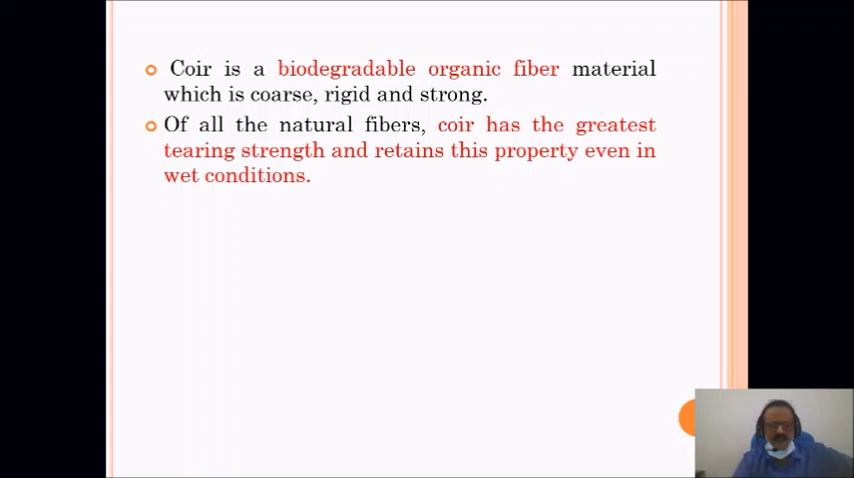 Coir is a biodegradable organic fiber material
which is coarse, rigid and strong.
Of all the natural fibers, coir has the greatest
tearing strength and retains this property even in
wet conditions.